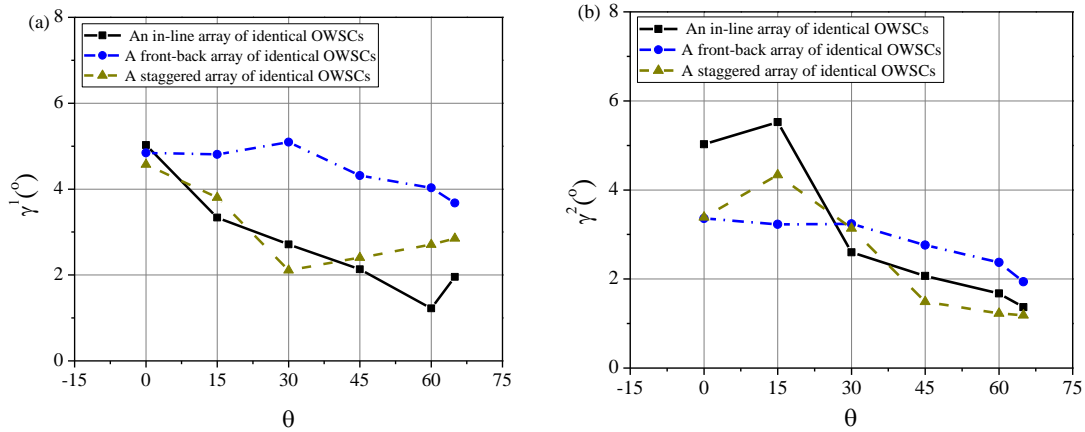 (a)
An in-line array of identical OWSCs
A front-back array of identical OWSCs
A staggered array of identical OWSCs
γ¹(º)
8
6
4
2
0
-15 0 15 30 45 60 75
θ
(b)
An in-line array of identical OWSCs
A front-back array of identical OWSCs
A staggered array of identical OWSCs
γ²(º)
8
6
4
2
0
-15 0 15 30 45 60 75
θ